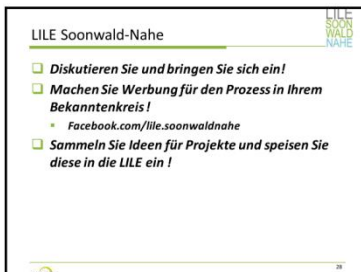 LILE Soonwald-Nahe
LILE
SOON
WALD
NAHE
Diskutieren Sie und bringen Sie sich ein!
Machen Sie Werbung für den Prozess in Ihrem
Bekanntenkreis !
Facebook.com/lile.soonwaldnahe
Sammeln Sie Ideen für Projekte und speisen Sie
diese in die LILE ein !
28